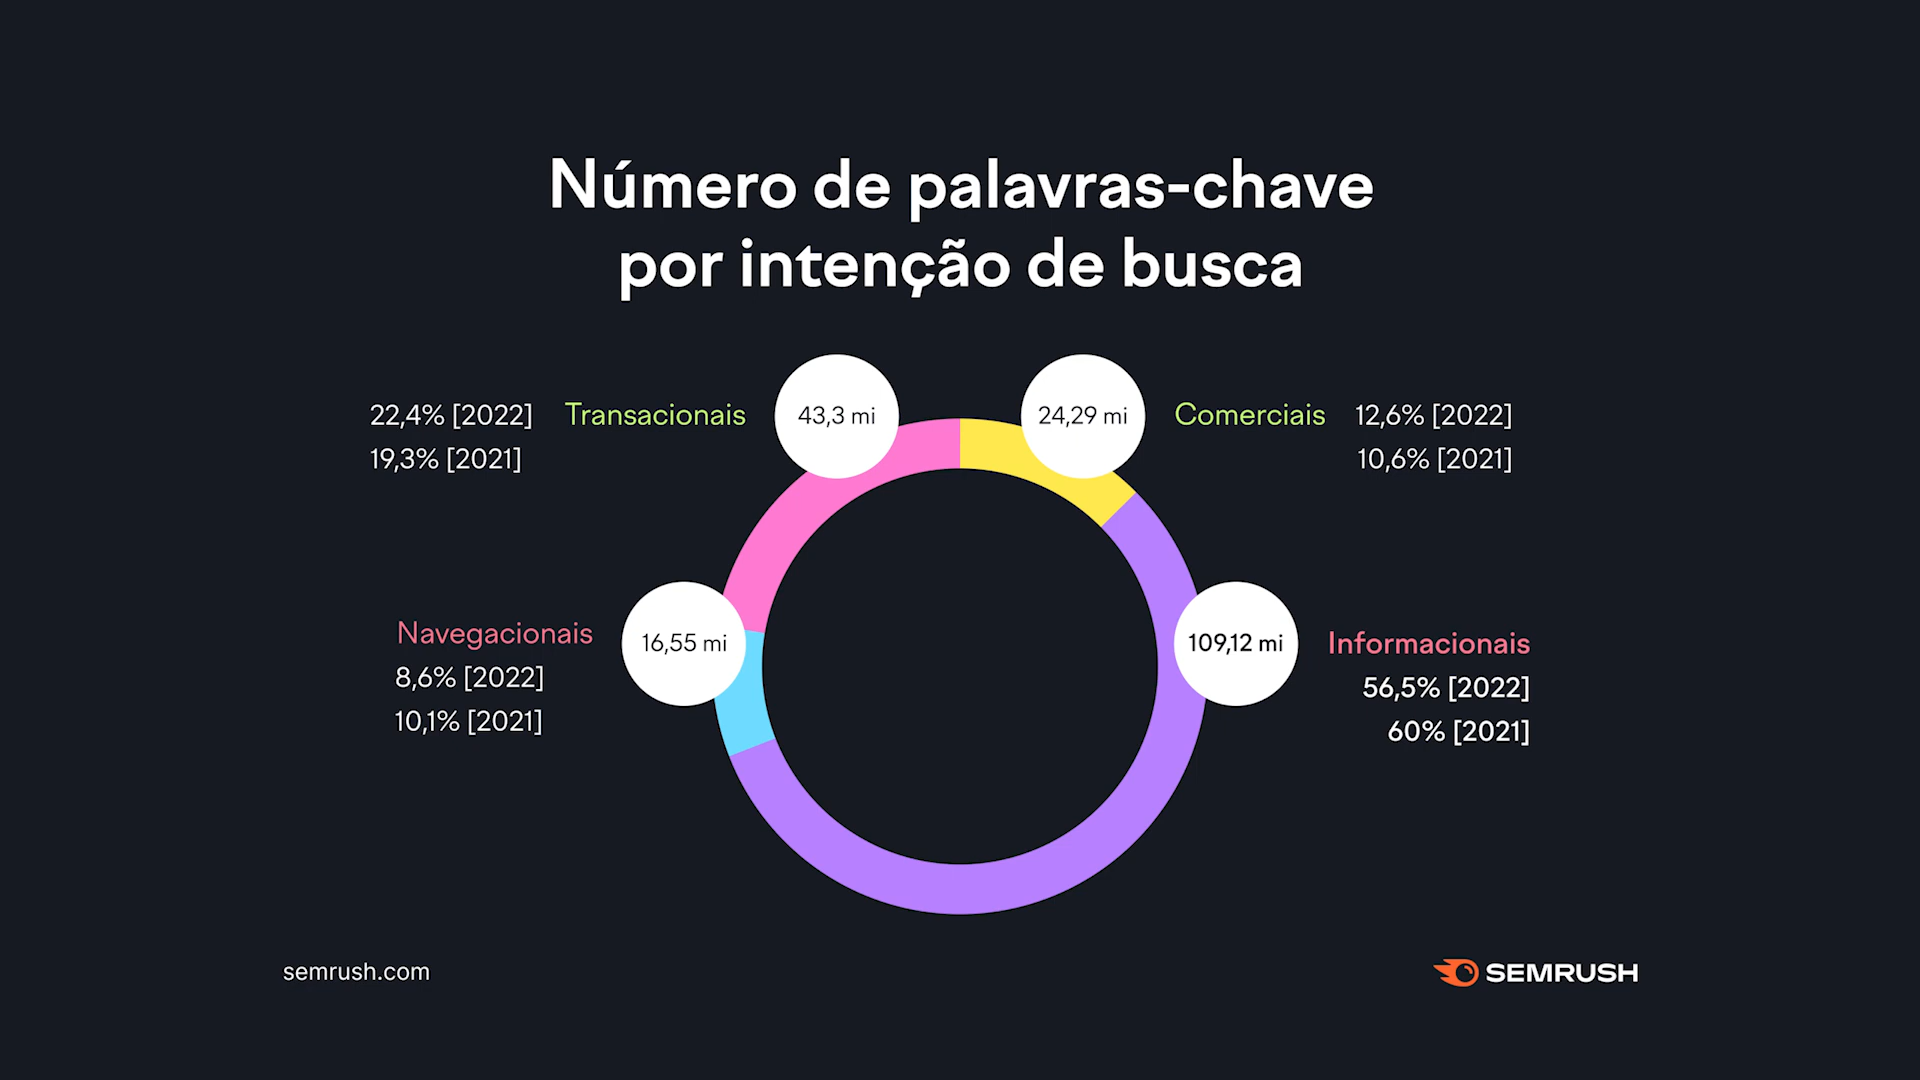 Número de palavras-chave
por intenção de busca
22,4% [2022] Transacionais 43,3 mi
19,3% [2021]
24,29 mi Comerciais 12,6% [2022]
10,6% [2021]
Navegacionais 16,55 mi
8,6% [2022]
10,1% [2021]
109,12 mi Informacionais
56,5% [2022]
60% [2021]
semrush.com
SEMRUSH